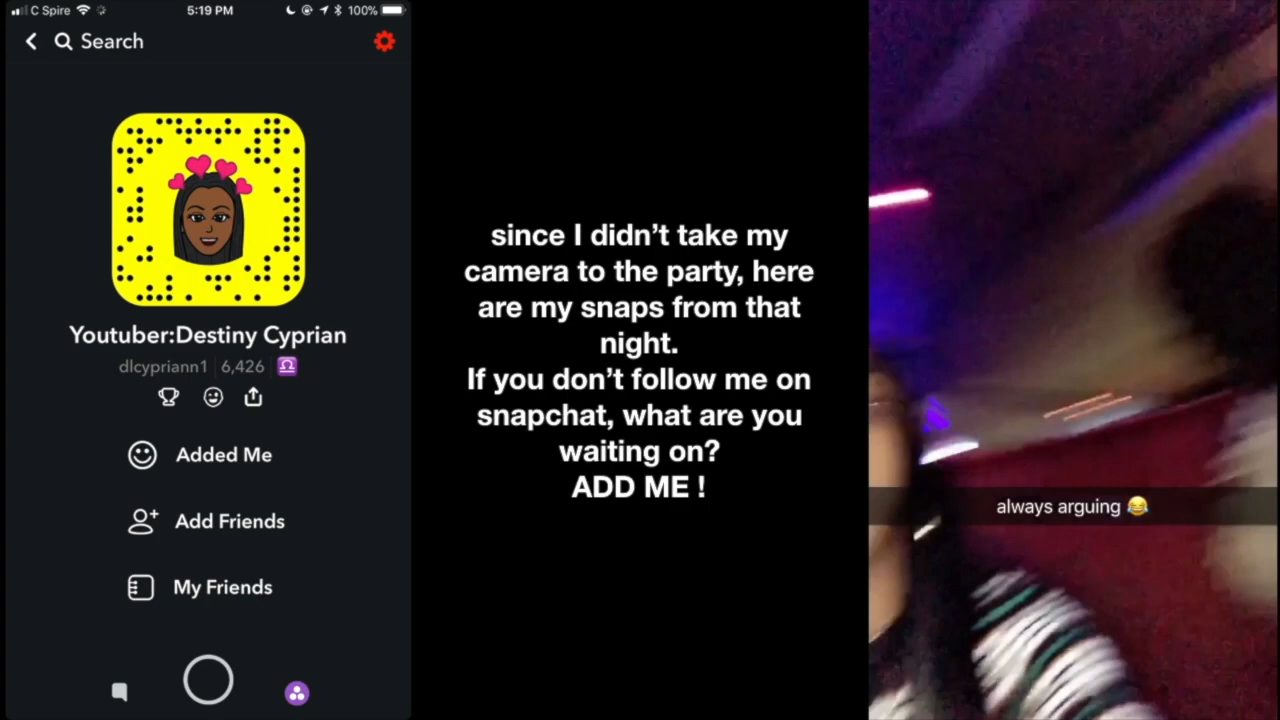 C Spire
5:19 PM
100%
Search
Youtuber:Destiny Cyprian
dlcypriann1
6,426
Added Me
Add Friends
My Friends
since I didn’t take my
camera to the party, here
are my snaps from that
night.
If you don’t follow me on
snapchat, what are you
waiting on?
ADD ME !
always arguing 😂